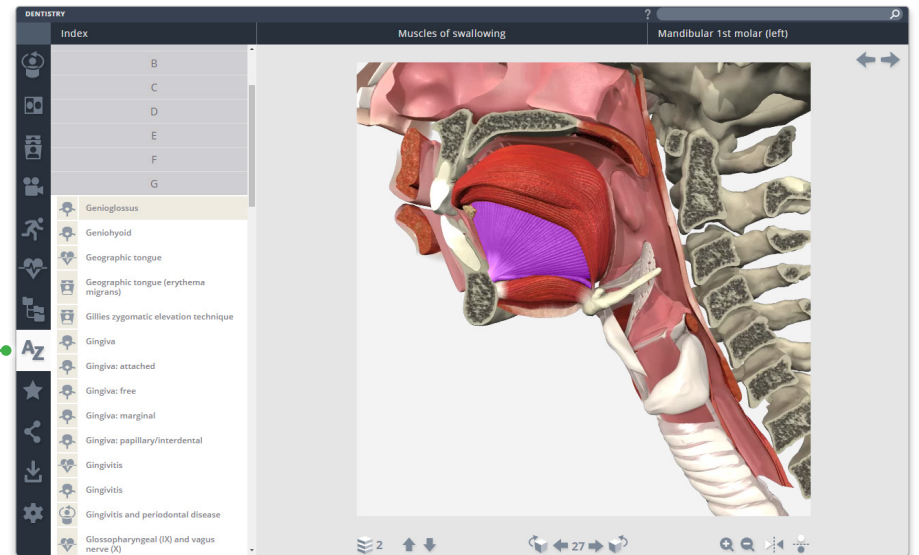 DENTISTRY
?
Index
Muscles of swallowing
Mandibular 1st molar (left)
B
C
D
E
F
G
Genioglossus
Geniohyoid
Geographic tongue
Geographic tongue (erythema
migrans)
Gillies zygomatic elevation technique
Gingiva
Gingiva: attached
Gingiva: free
Gingiva: marginal
Gingiva: papillary/interdental
Gingivitis
Gingivitis
Gingivitis and periodontal disease
Glossopharyngeal (IX) and vagus
nerve (X)
AZ
2
27